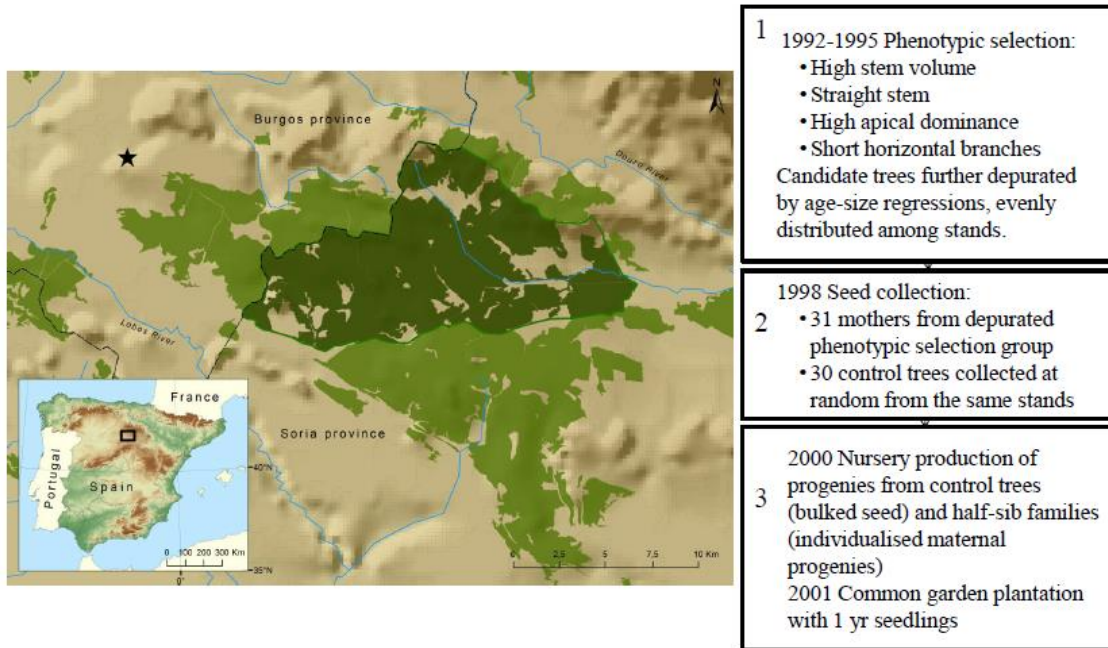 N
Burgos province
Douro River
Lobos River
Soria province
0 2,5 5 7,5 10 Km
France
Portugal
Spain
40°N
0 100 200 300 Km
35°N
0°
1
1992-1995 Phenotypic selection:
• High stem volume
• Straight stem
• High apical dominance
• Short horizontal branches
Candidate trees further depurated
by age-size regressions, evenly
distributed among stands.
2
1998 Seed collection:
• 31 mothers from depurated
phenotypic selection group
• 30 control trees collected at
random from the same stands
3
2000 Nursery production of
progenies from control trees
(bulked seed) and half-sib families
(individualised maternal
progenies)
2001 Common garden plantation
with 1 yr seedlings